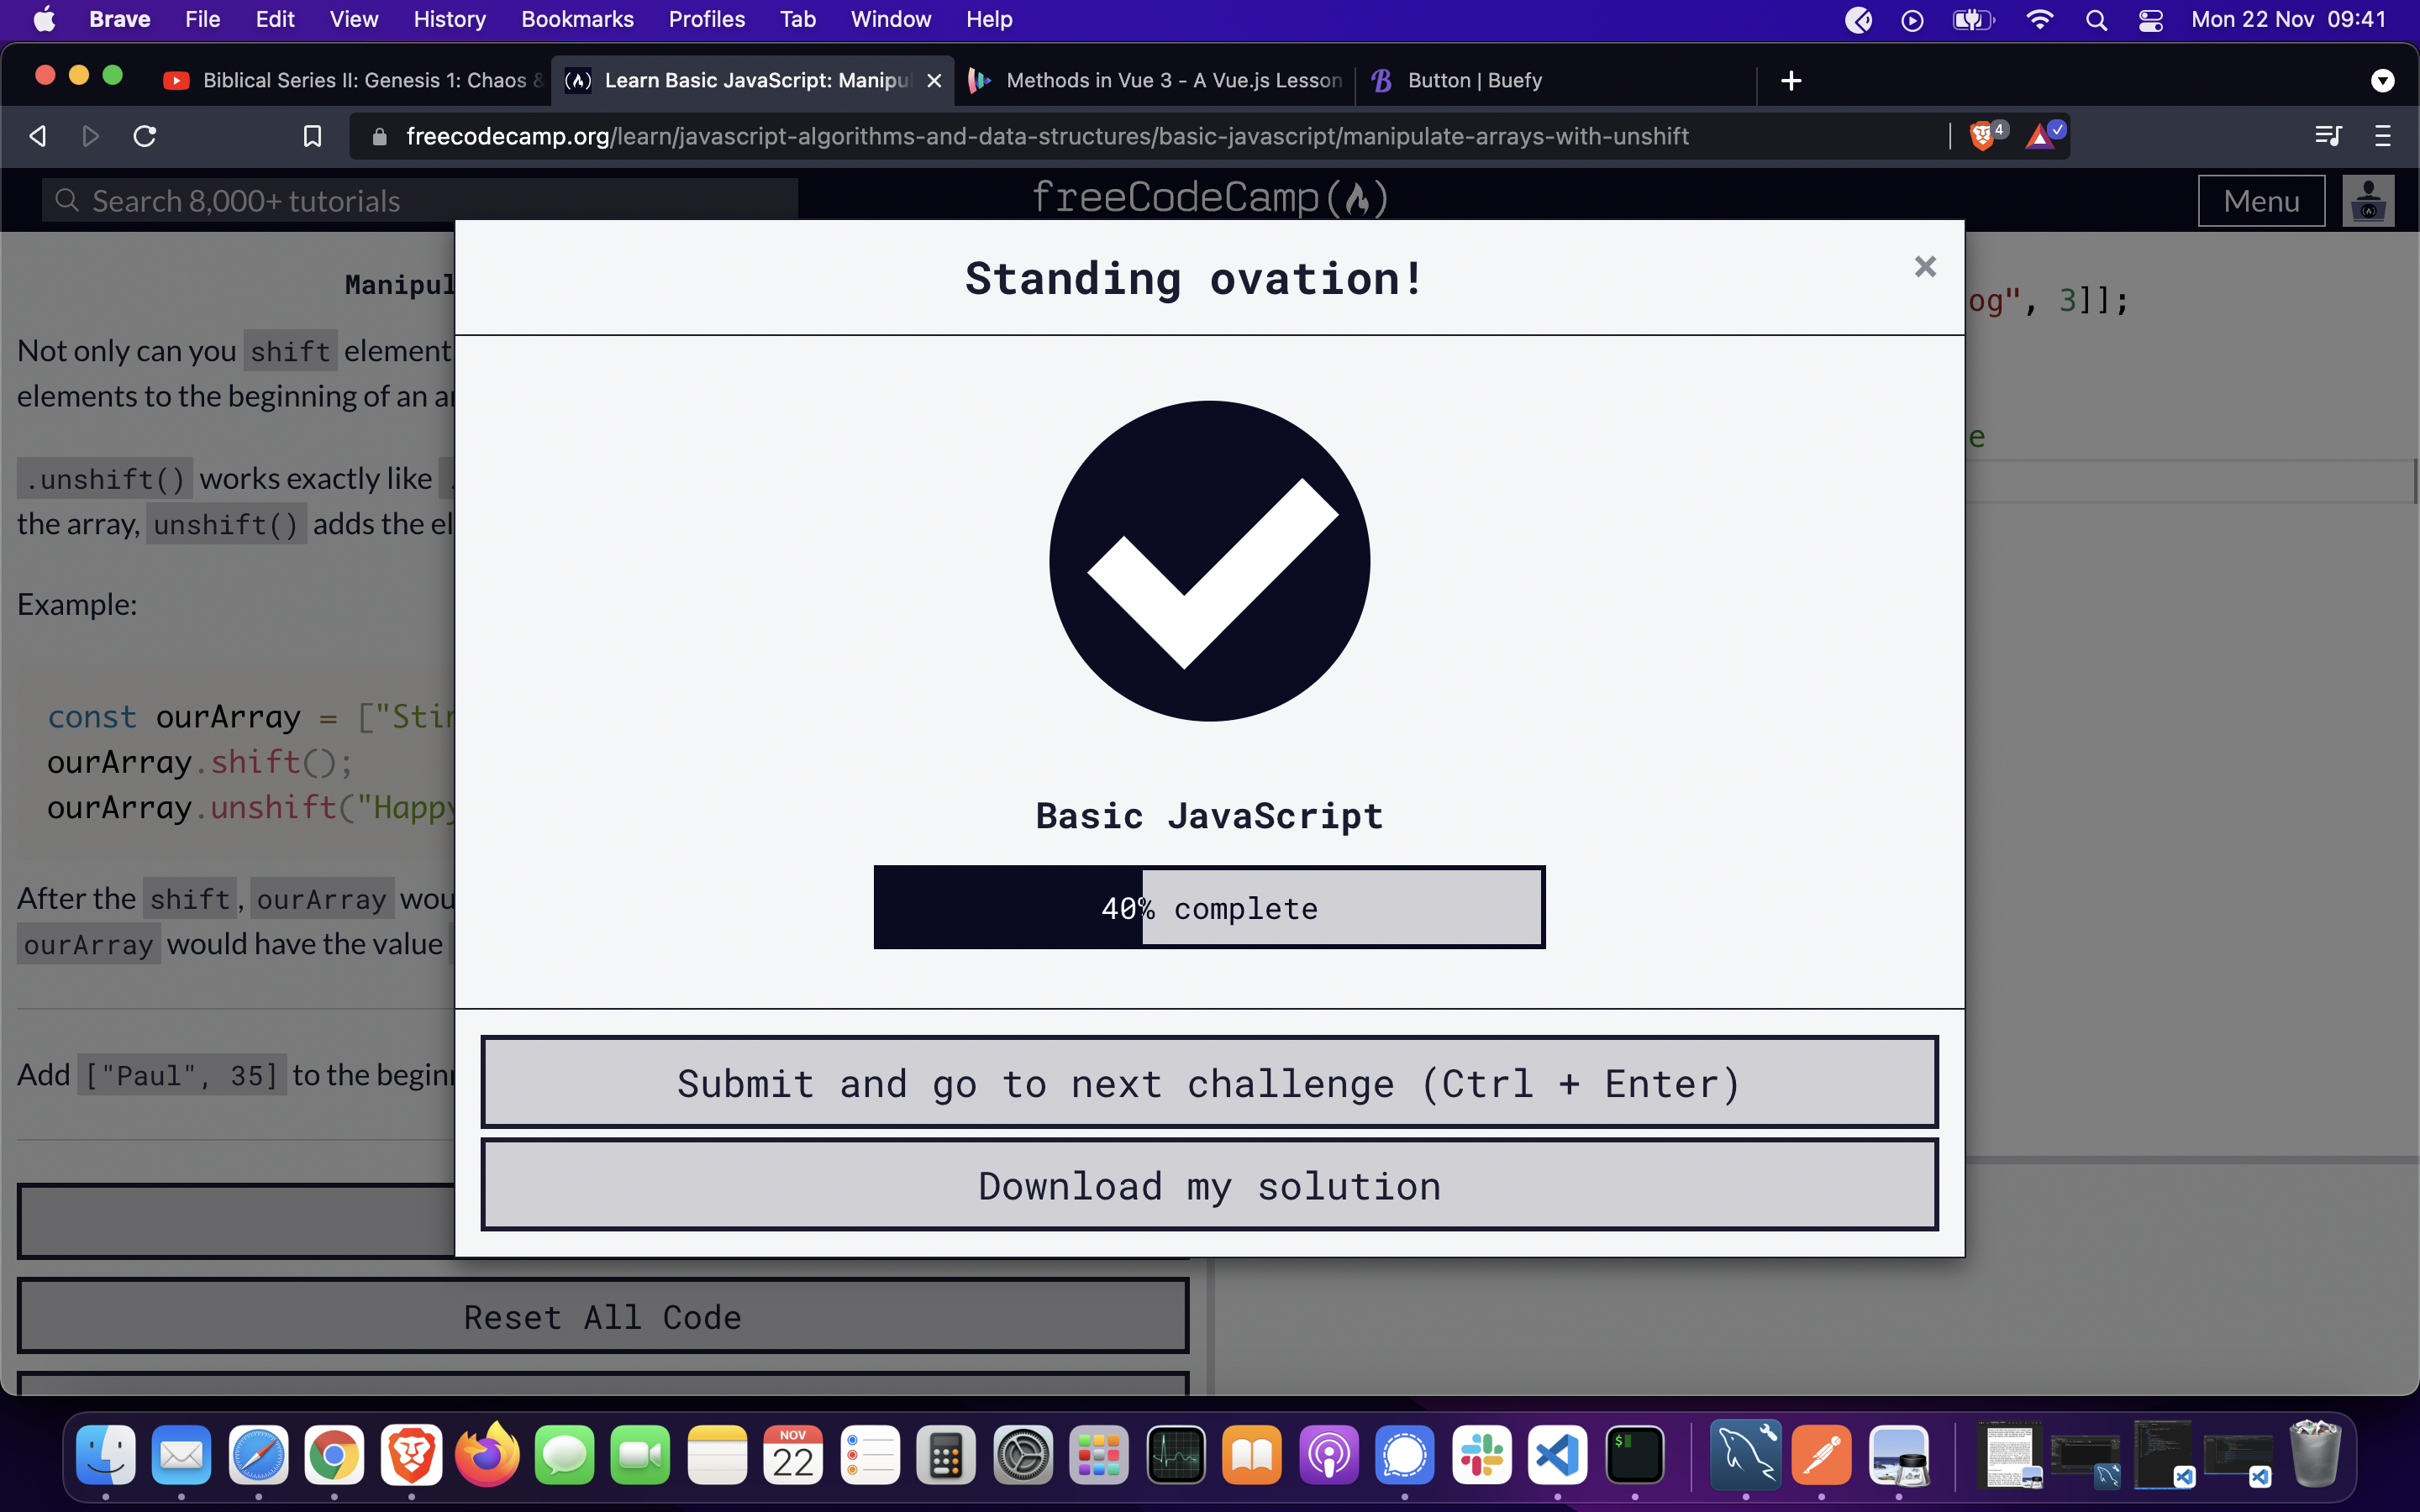 Brave File Edit View History Bookmarks Profiles Tab Window Help Mon 22 Nov 09:41
Biblical Series II: Genesis 1: Chaos & Learn Basic JavaScript: Manipul Methods in Vue 3 - A Vue.js Lesson Button | Buefy
freecodecamp.org/learn/javascript-algorithms-and-data-structures/basic-javascript/manipulate-arrays-with-unshift 4
Search 8,000+ tutorials freeCodeCamp Menu
Standing ovation!
Manipul
og", 3]];
Not only can you shift element
elements to the beginning of an ar
e
.unshift() works exactly like .
the array, unshift() adds the el
Example:
const ourArray = ["Stir
ourArray.shift();
ourArray.unshift("Happy
Basic JavaScript
40% complete
After the shift, ourArray wou
ourArray would have the value
Add ["Paul", 35] to the beginn
Submit and go to next challenge (Ctrl + Enter)
Download my solution
Reset All Code
NOV
22
$